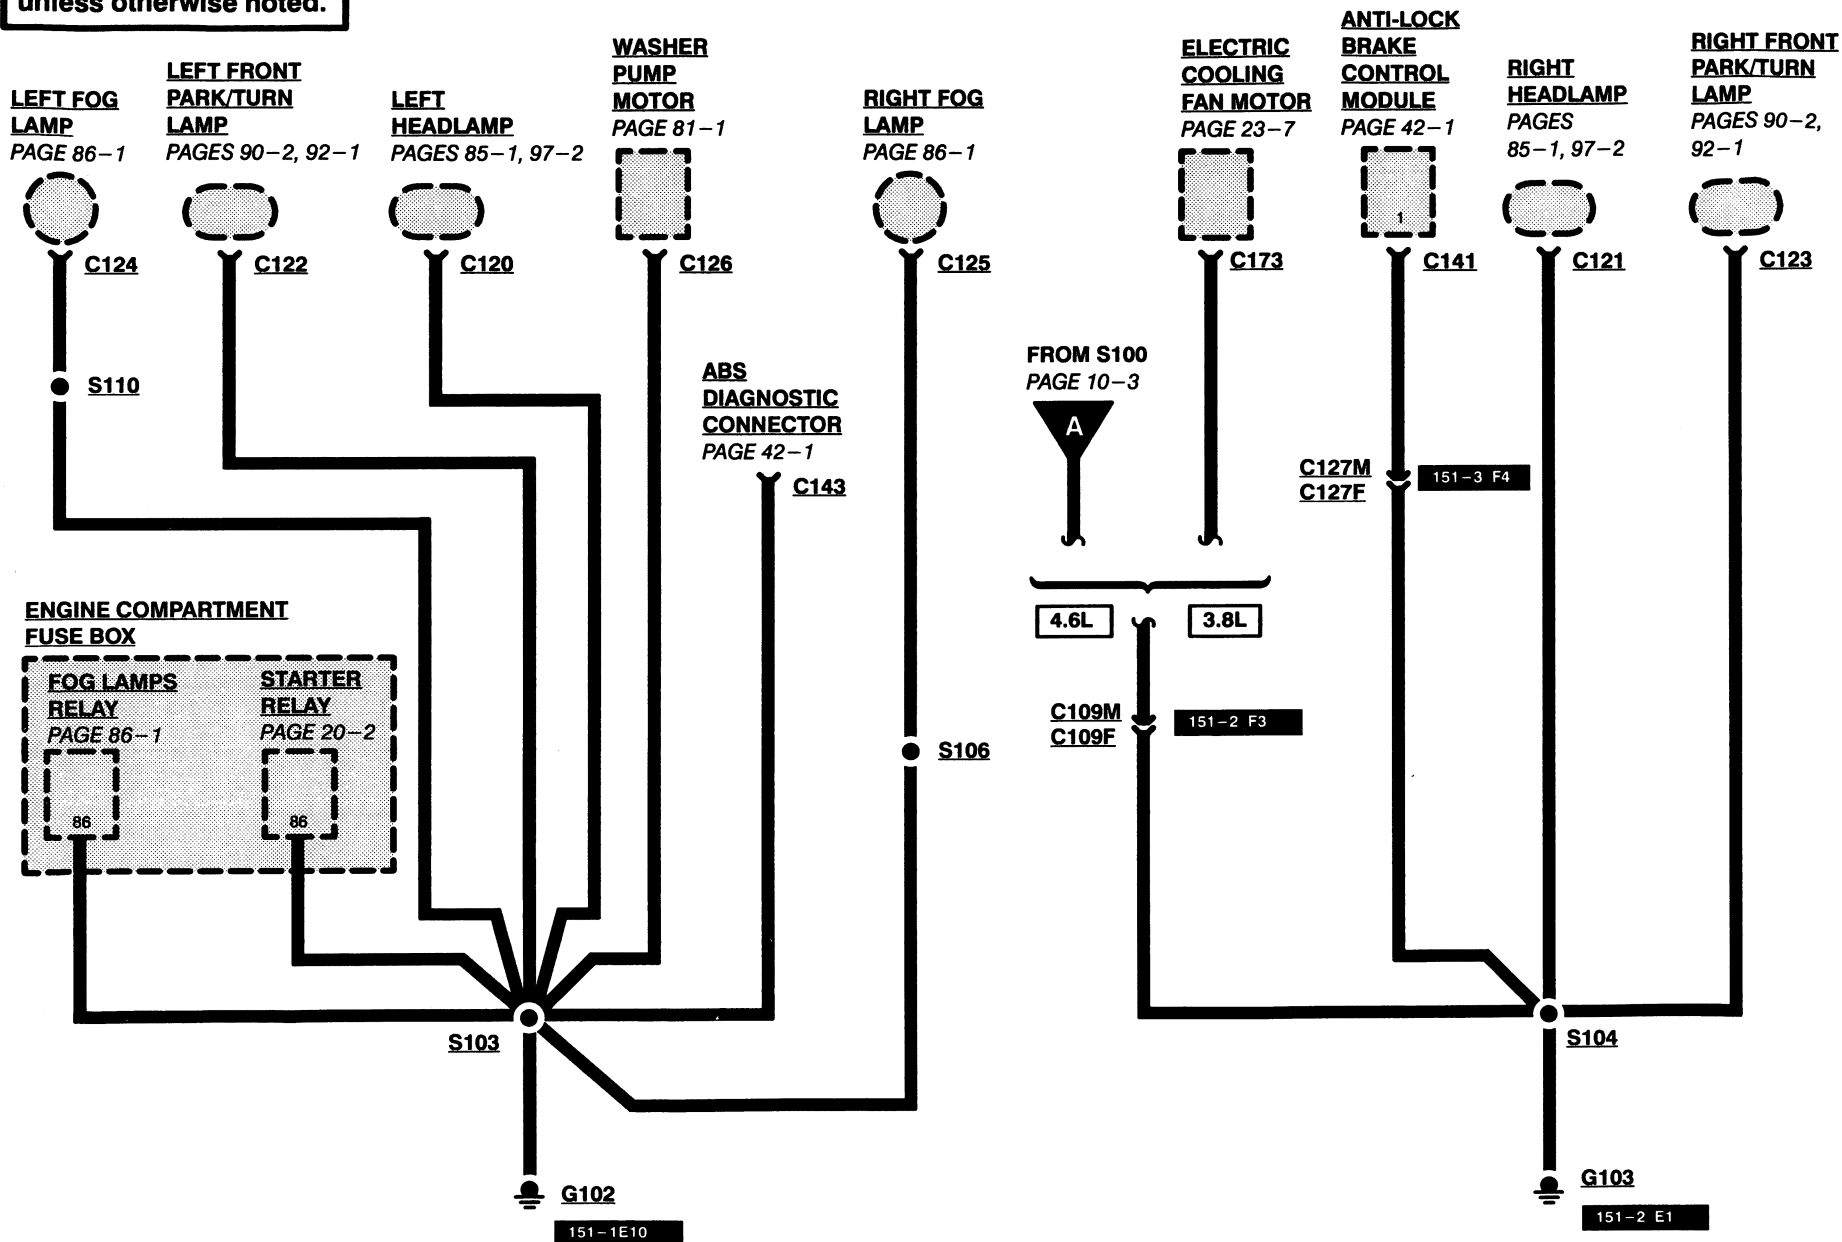 unless otherwise noted.
LEFT FOG
LAMP
PAGE 86-1
C124
S110
LEFT FRONT
PARK/TURN
LAMP
PAGES 90-2, 92-1
C122
LEFT
HEADLAMP
PAGES 85-1, 97-2
C120
WASHER
PUMP
MOTOR
PAGE 81-1
C126
ABS
DIAGNOSTIC
CONNECTOR
PAGE 42-1
C143
RIGHT FOG
LAMP
PAGE 86-1
C125
S106
ENGINE COMPARTMENT
FUSE BOX
FOG LAMPS
RELAY
PAGE 86-1
86
STARTER
RELAY
PAGE 20-2
86
S103
G102
151-1E10
FROM S100
PAGE 10-3
A
ELECTRIC
COOLING
FAN MOTOR
PAGE 23-7
C173
4.6L
3.8L
C109M
C109F
151-2 F3
ANTI-LOCK
BRAKE
CONTROL
MODULE
PAGE 42-1
1
C141
C127M
C127F
151-3 F4
RIGHT
HEADLAMP
PAGES
85-1, 97-2
C121
RIGHT FRONT
PARK/TURN
LAMP
PAGES 90-2,
92-1
C123
S104
G103
151-2 E1